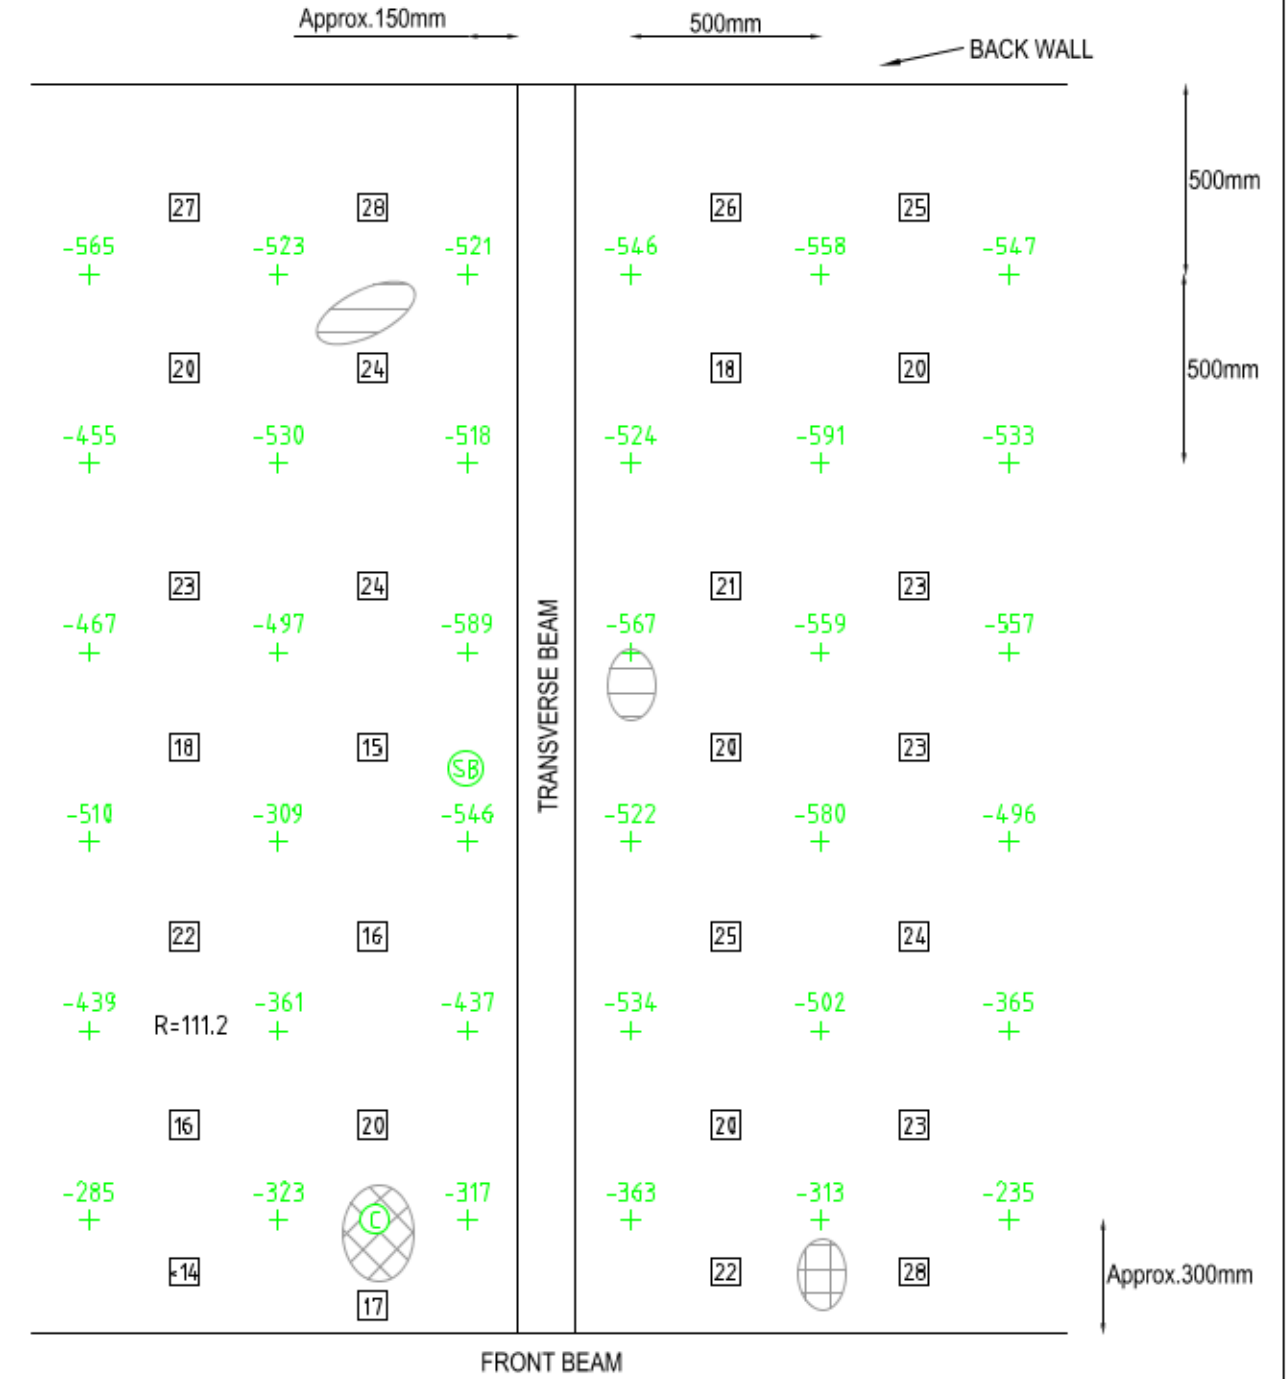 Approx.150mm
500mm
BACK WALL
500mm
27 28 26 25
-565 -523 -521 -546 -558 -547
20 24 18 20
500mm
-455 -530 -518 -524 -591 -533
23 24 21 23
-467 -497 -589 -567 -559 -557
TRANSVERSE BEAM
18 15 20 23
SB
-510 -309 -546 -522 -580 -496
22 16 25 24
-439 -361 -437 -534 -502 -365
R=111.2
16 20 20 23
-285 -323 -317 -363 -313 -235
C
<14 22 28
Approx.300mm
17
FRONT BEAM